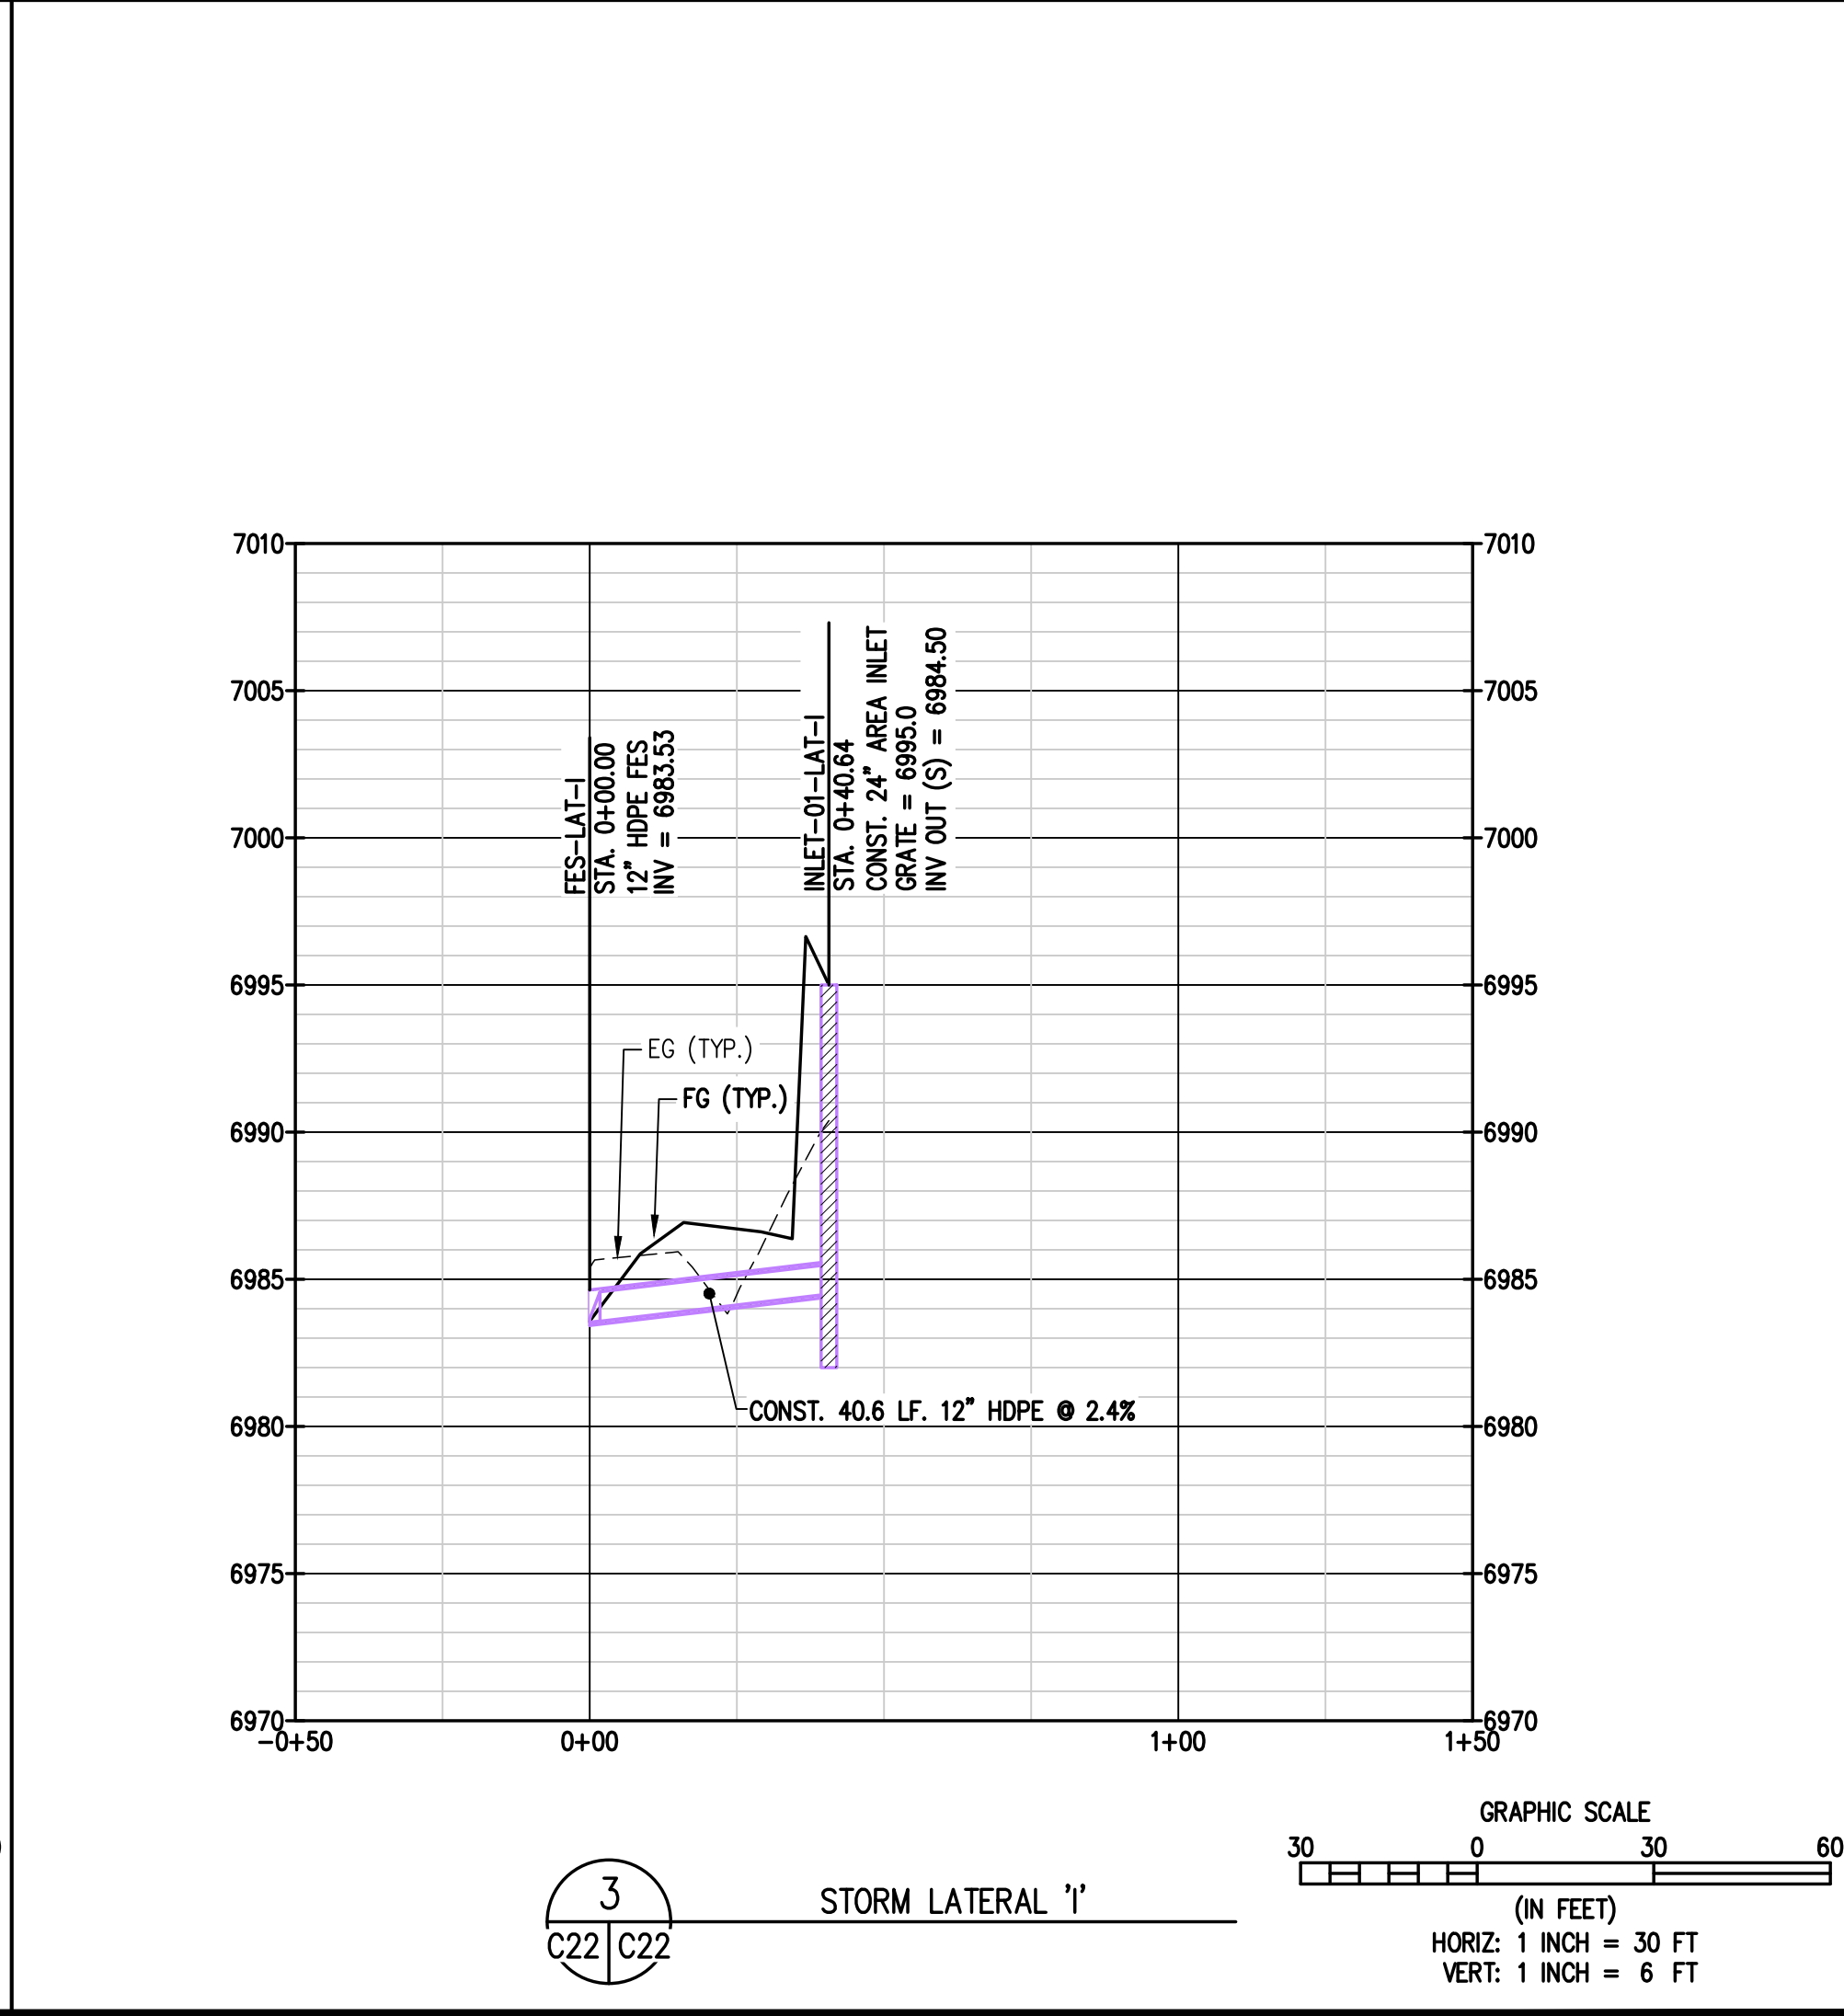 7010
7010
7005
7005
7000
7000
6995
6995
6990
6990
6985
6985
6980
6980
6975
6975
6970
6970
-0+50
0+00
1+00
1+50
FES-LAT-I
STA. 0+00.00
12" HDPE FES
INV = 6983.53
INLET-01-LAT-I
STA. 0+40.64
CONST. 24" AREA INLET
GRATE = 6995.0
INV OUT (S) = 6984.50
EG (TYP.)
FG (TYP.)
CONST. 40.6 LF. 12" HDPE @ 2.4%
3
C22 C22
STORM LATERAL 'I'
GRAPHIC SCALE
30 0 30 60
(IN FEET)
HORIZ: 1 INCH = 30 FT
VERT: 1 INCH = 6 FT